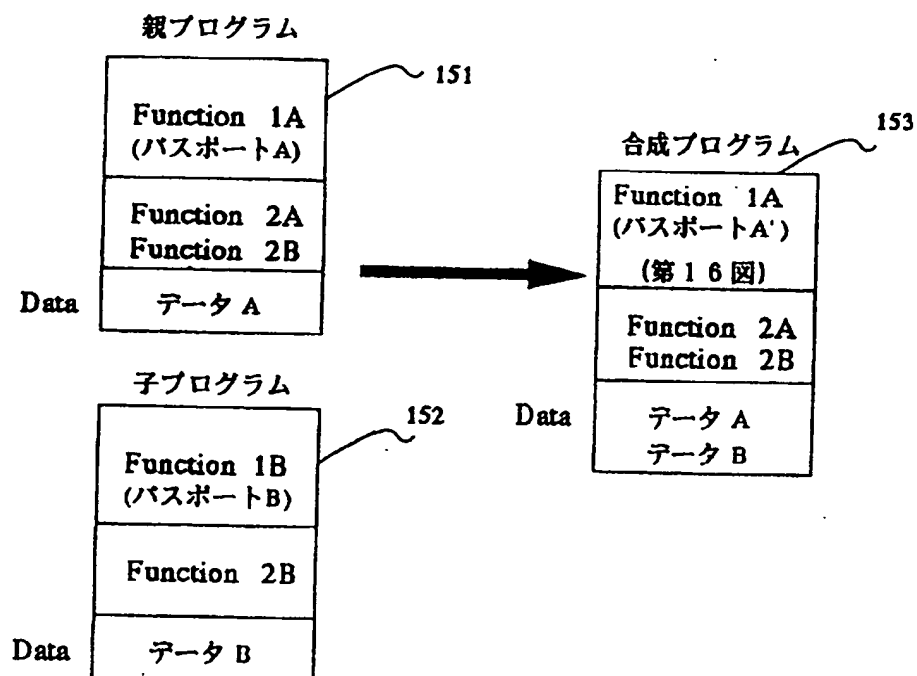 親プログラム
151
Function 1A
(パスポートA)
Function 2A
Function 2B
Data
データ A
子プログラム
152
Function 1B
(パスポートB)
Function 2B
Data
データ B
合成プログラム
153
Function 1A
(パスポートA')
(第16図)
Function 2A
Function 2B
Data
データ A
データ B